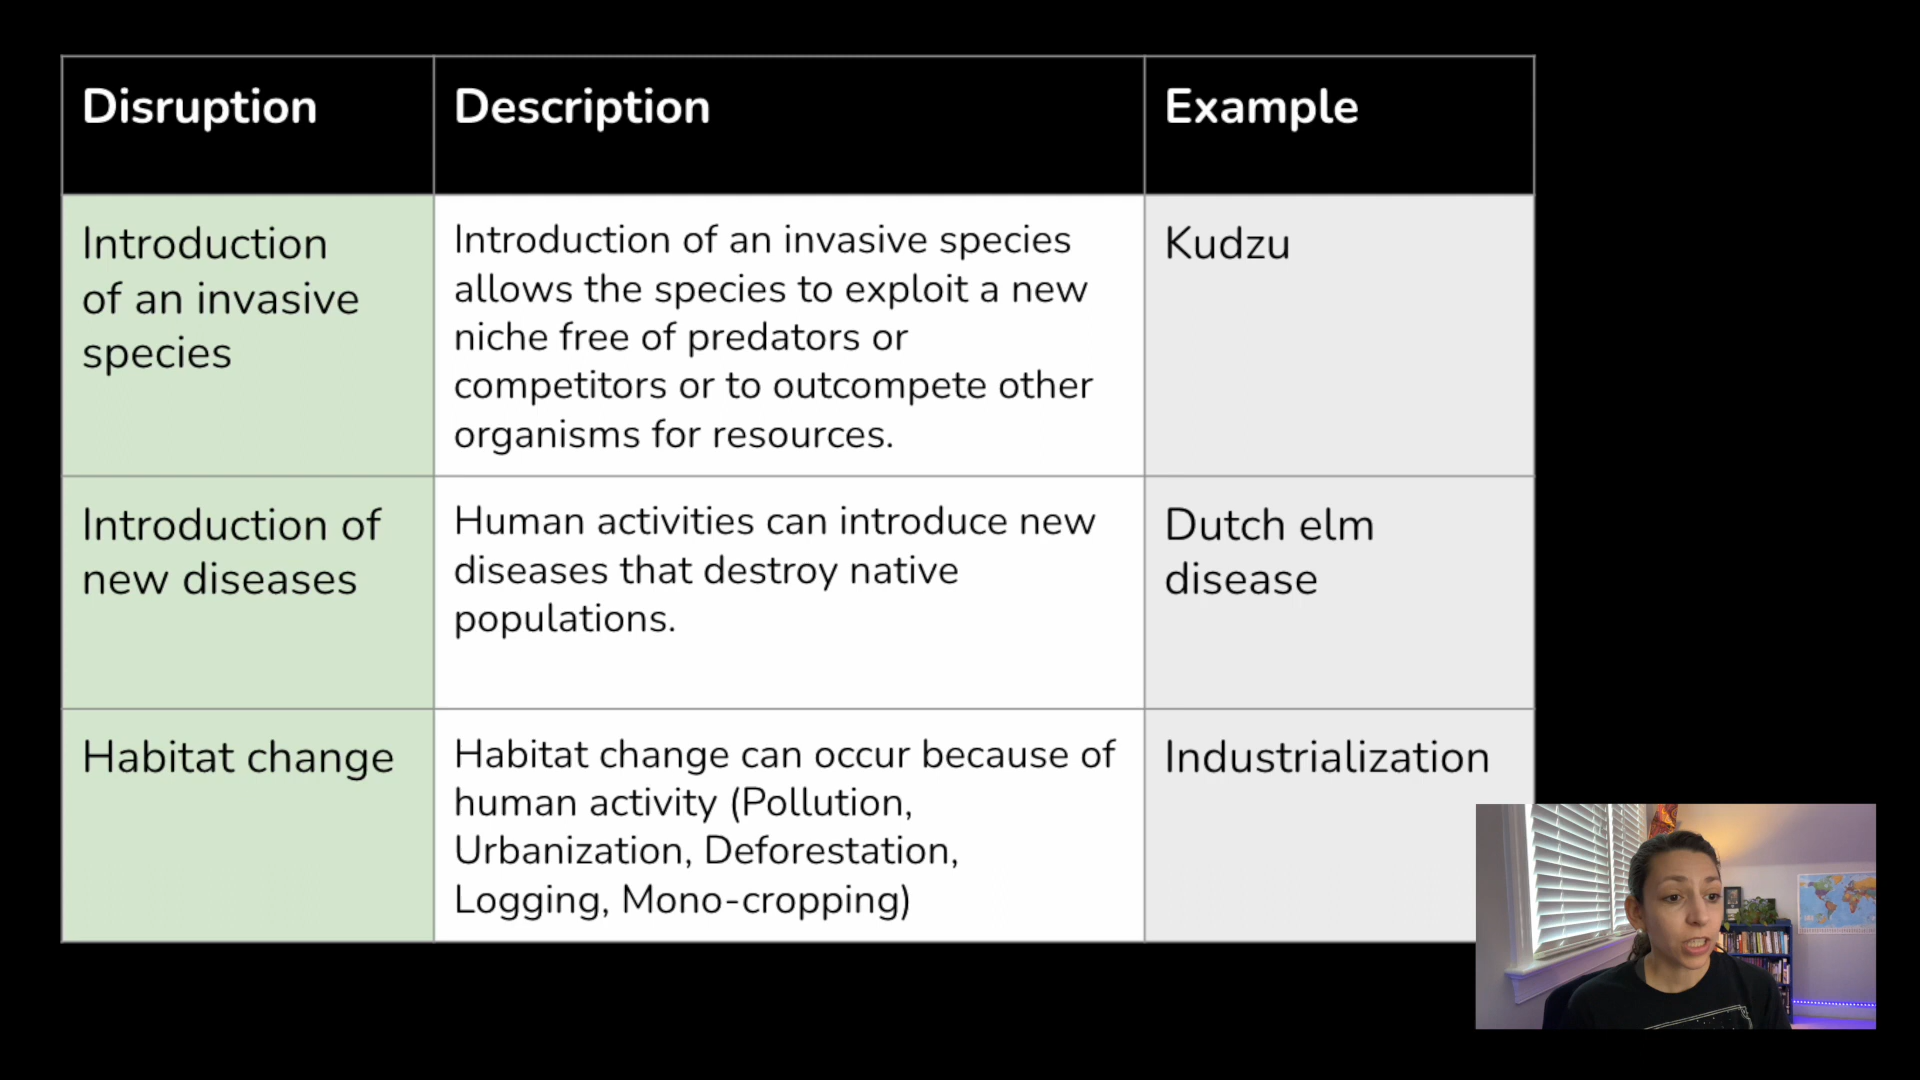 Disruption
Description
Example
Introduction
of an invasive
species
Introduction of an invasive species
allows the species to exploit a new
niche free of predators or
competitors or to outcompete other
organisms for resources.
Kudzu
Introduction of
new diseases
Human activities can introduce new
diseases that destroy native
populations.
Dutch elm
disease
Habitat change
Habitat change can occur because of
human activity (Pollution,
Urbanization, Deforestation,
Logging, Mono-cropping)
Industrialization